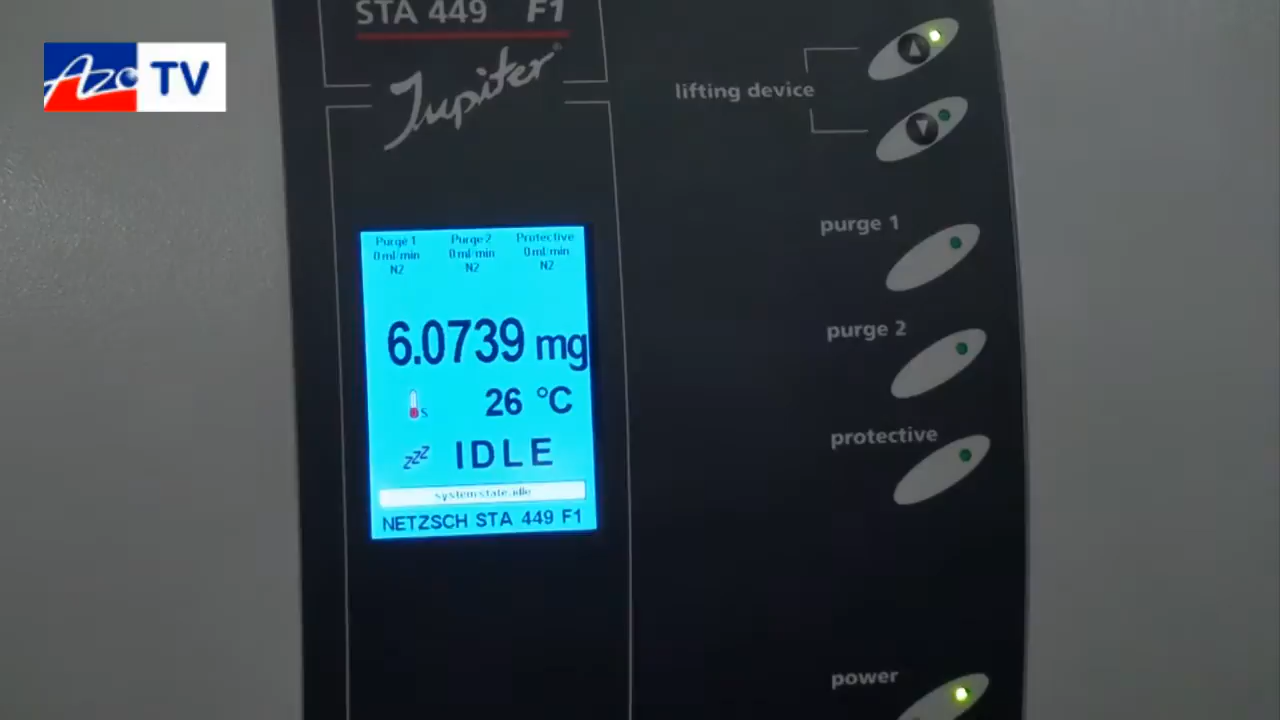 STA 449 F1
Jupiter
AZO TV
lifting device
purge 1
purge 2
protective
power
Purge 1 Purge 2 Protective
0 ml/min 0 ml/min 0 ml/min
N2 N2 N2
6.0739 mg
S 26 °C
zzz IDLE
system state: idle
NETZSCH STA 449 F1